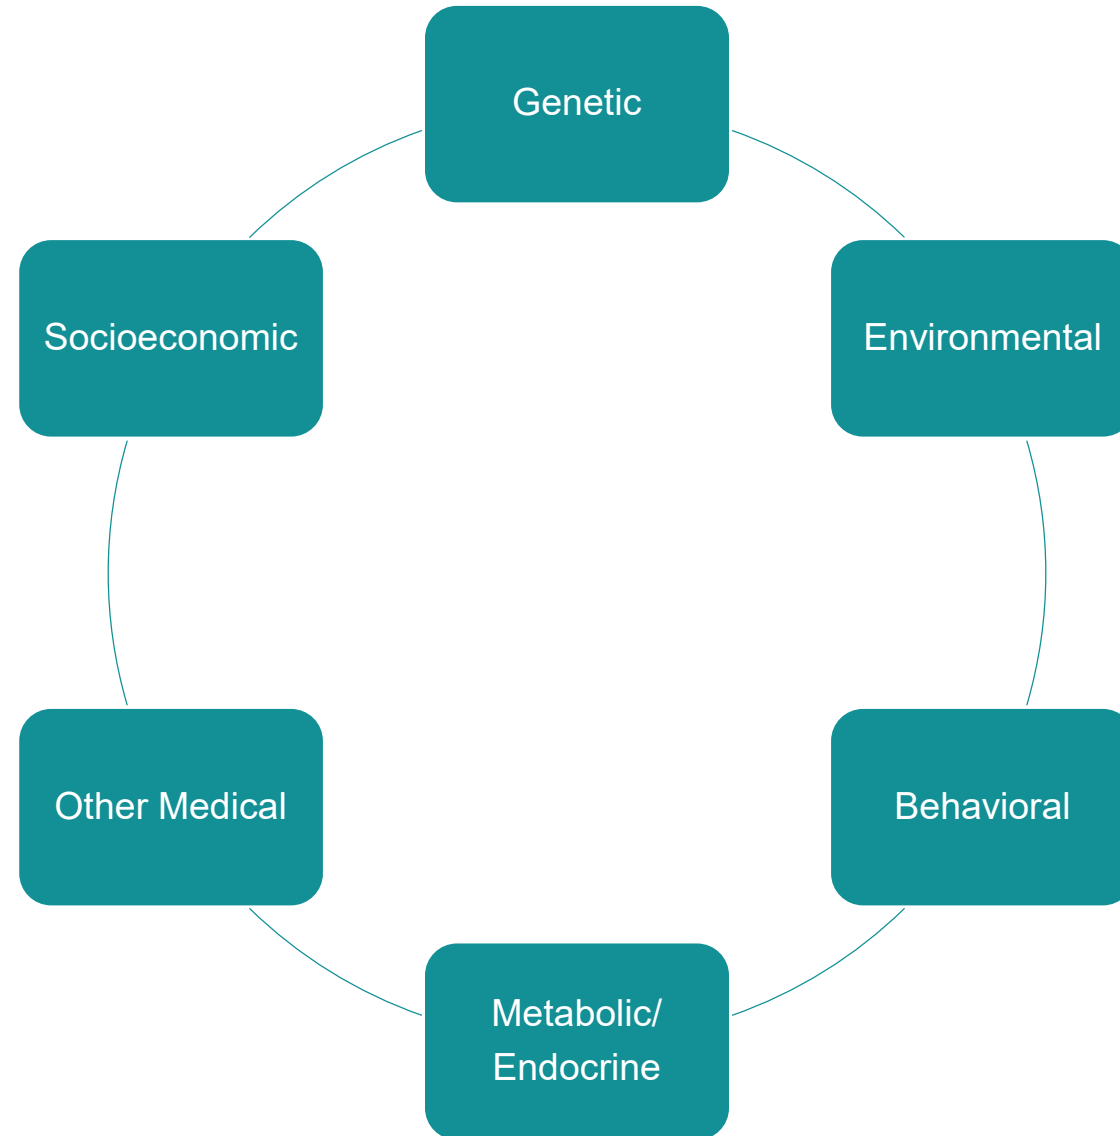 Genetic
Environmental
Behavioral
Metabolic/
Endocrine
Other Medical
Socioeconomic